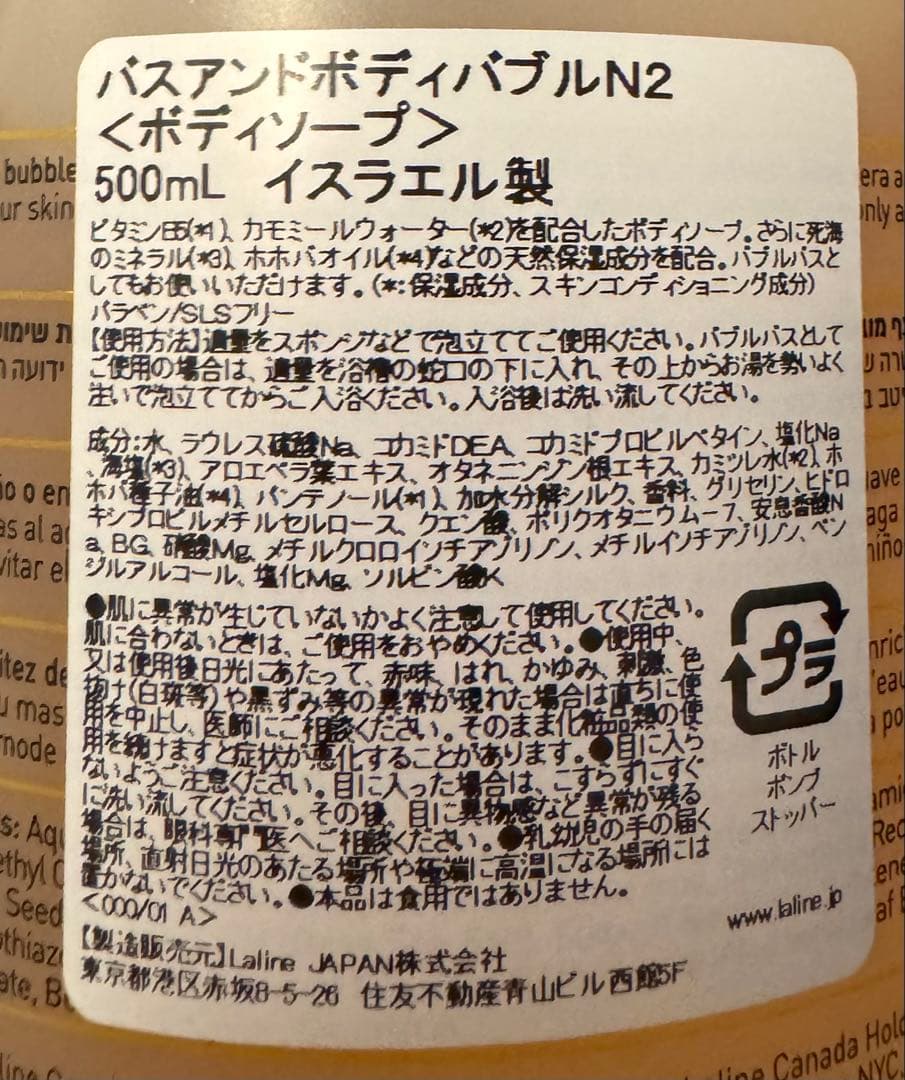 バスアンドボディバブルN2
<ボディソープ>
500mL イスラエル製
ビタミンE5(*1)、カモミールウォーター(*2)を配合したボディソープ。さらに死海
のミネラル(*3)、ホホバオイル(*4)などの天然保湿成分を配合。バブルバスと
してもお使いいただけます。(*:保湿成分、スキンコンディショニング成分)
パラベン/SLSフリー
【使用方法】適量をスポンジなどで泡立ててご使用ください。バブルバスとして
ご使用の場合は、適量を浴槽の蛇口の下に入れ、その上からお湯を勢いよく
注いで泡立ててからご入浴ください。入浴後は洗い流してください。
成分:水、ラウレス硫酸Na、コカミドDEA、コカミドプロピルベタイン、塩化Na
、海塩(*3)、アロエベラ葉エキス、オタネニンジン根エキス、カミツレ水(*2)、ホ
ホバ種子油(*4)、パンテノール(*1)、加水分解シルク、香料、グリセリン、ヒドロ
キシプロピルメチルセルロース、クエン酸、ポリクオタニウム-7、安息香酸N
a、BG、硝酸Mg、メチルクロロイソチアゾリノン、メチルイソチアゾリノン、ベン
ジルアルコール、塩化Mg、ソルビン酸K
●肌に異常が生じていないかよく注意して使用してください。
肌に合わないときは、ご使用をおやめください。●使用中、
又は使用後日光にあたって、赤味、はれ、かゆみ、刺激、色
抜け(白斑等)や黒ずみ等の異常が現れた場合は直ちに使
用を中止し、医師にご相談ください。そのまま化粧品類の使
用を続けますと症状が悪化することがあります。●目に入ら
ないようご注意ください。目に入った場合は、こすらずにすぐ
に洗い流してください。その後、目に異物感など異常が残る
場合は、眼科専門医へご相談ください。●乳幼児の手の届く
場所、直射日光のあたる場所や極端に高温になる場所には
置かないでください。●本品は食用ではありません。
<000/01 A>
プラ
ボトル
ポンプ
ストッパー
www.laline.jp
【製造販売元】Laline JAPAN株式会社
東京都港区赤坂8-5-26 住友不動産青山ビル西館5F
bubble
ur skin
Canada
NYC,